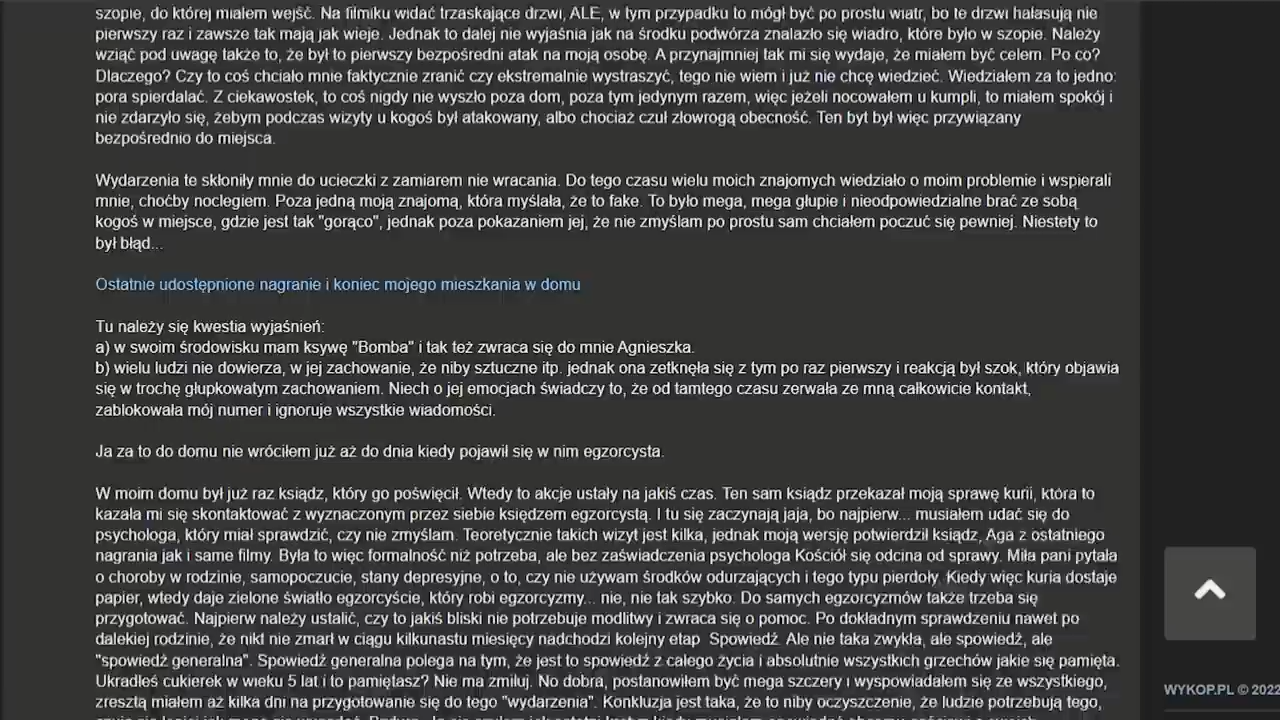 szopie, do której miałem wejść. Na filmiku widać trzaskające drzwi, ALE, w tym przypadku to mógł być po prostu wiatr, bo te drzwi hałasują nie
pierwszy raz i zawsze tak mają jak wieje. Jednak to dalej nie wyjaśnia jak na środku podwórza znalazło się wiadro, które było w szopie. Należy
wziąć pod uwagę także to, że był to pierwszy bezpośredni atak na moją osobę. A przynajmniej tak mi się wydaje, że miałem być celem. Po co?
Dlaczego? Czy to coś chciało mnie faktycznie zranić czy ekstremalnie wystraszyć, tego nie wiem i już nie chcę wiedzieć. Wiedziałem za to jedno:
pora spierdalać. Z ciekawostek, to coś nigdy nie wyszło poza dom, poza tym jedynym razem, więc jeżeli nocowałem u kumpli, to miałem spokój i
nie zdarzyło się, żebym podczas wizyty u kogoś był atakowany, albo chociaż czuł złowrogą obecność. Ten byt był więc przywiązany
bezpośrednio do miejsca.
Wydarzenia te skłoniły mnie do ucieczki z zamiarem nie wracania. Do tego czasu wielu moich znajomych wiedziało o moim problemie i wspierali
mnie, choćby noclegiem. Poza jedną moją znajomą, która myślała, że to fake. To było mega, mega głupie i nieodpowiedzialne brać ze sobą
kogoś w miejsce, gdzie jest tak "gorąco", jednak poza pokazaniem jej, że nie zmyślam po prostu sam chciałem poczuć się pewniej. Niestety to
był błąd...
Ostatnie udostępnione nagranie i koniec mojego mieszkania w domu
Tu należy się kwestia wyjaśnień:
a) w swoim środowisku mam ksywę "Bomba" i tak też zwraca się do mnie Agnieszka.
b) wielu ludzi nie dowierza, w jej zachowanie, że niby sztuczne itp. jednak ona zetknęła się z tym po raz pierwszy i reakcją był szok, który objawia
się w trochę głupkowatym zachowaniem. Niech o jej emocjach świadczy to, że od tamtego czasu zerwała ze mną całkowicie kontakt,
zablokowała mój numer i ignoruje wszystkie wiadomości.
Ja za to do domu nie wróciłem już aż do dnia kiedy pojawił się w nim egzorcysta.
W moim domu był już raz ksiądz, który go poświęcił. Wtedy to akcje ustały na jakiś czas. Ten sam ksiądz przekazał moją sprawę kurii, która to
kazała mi się skontaktować z wyznaczonym przez siebie księdzem egzorcystą. I tu się zaczynają jaja, bo najpierw... musiałem udać się do
psychologa, który miał sprawdzić, czy nie zmyślam. Teoretycznie takich wizyt jest kilka, jednak moją wersję potwierdził ksiądz, Aga z ostatniego
nagrania jak i same filmy. Była to więc formalność niż potrzeba, ale bez zaświadczenia psychologa Kościół się odcina od sprawy. Miła pani pytała
o choroby w rodzinie, samopoczucie, stany depresyjne, o to, czy nie używam środków odurzających i tego typu pierdoły. Kiedy więc kuria dostaje
papier, wtedy daje zielone światło egzorcyście, który robi egzorcyzmy... nie, nie tak szybko. Do samych egzorcyzmów także trzeba się
przygotować. Najpierw należy ustalić, czy to jakiś bliski nie potrzebuje modlitwy i zwraca się o pomoc. Po dokładnym sprawdzeniu nawet po
dalekiej rodzinie, że nikt nie zmarł w ciągu kilkunastu miesięcy nadchodzi kolejny etap Spowiedź. Ale nie taka zwykła, ale spowiedź, ale
"spowiedź generalna". Spowiedź generalna polega na tym, że jest to spowiedź z całego życia i absolutnie wszystkich grzechów jakie się pamięta.
Ukradłeś cukierek w wieku 5 lat i to pamiętasz? Nie ma zmiłuj. No dobra, postanowiłem być mega szczery i wyspowiadałem się ze wszystkiego,
zresztą miałem aż kilka dni na przygotowanie się do tego "wydarzenia". Konkluzja jest taka, że to niby oczyszczenie, że ludzie potrzebują tego,
WYKOP.PL © 2022